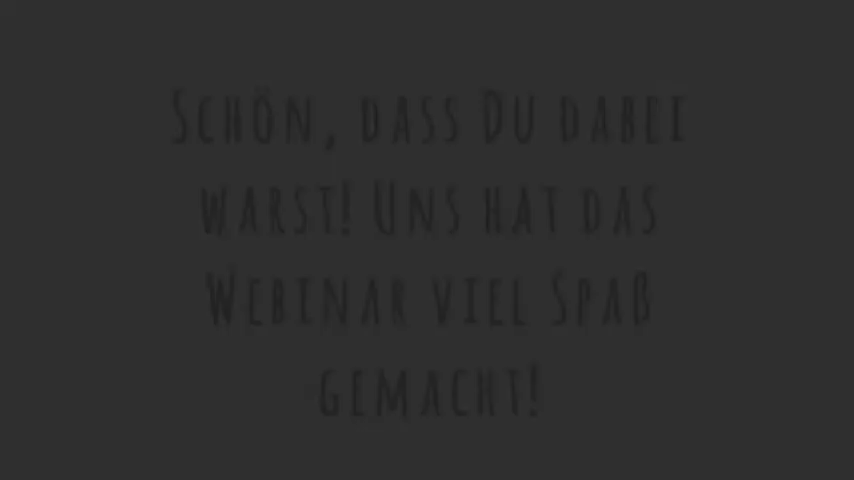 Schön, dass Du dabei
warst! Uns hat das
Webinar viel Spaß
gemacht!